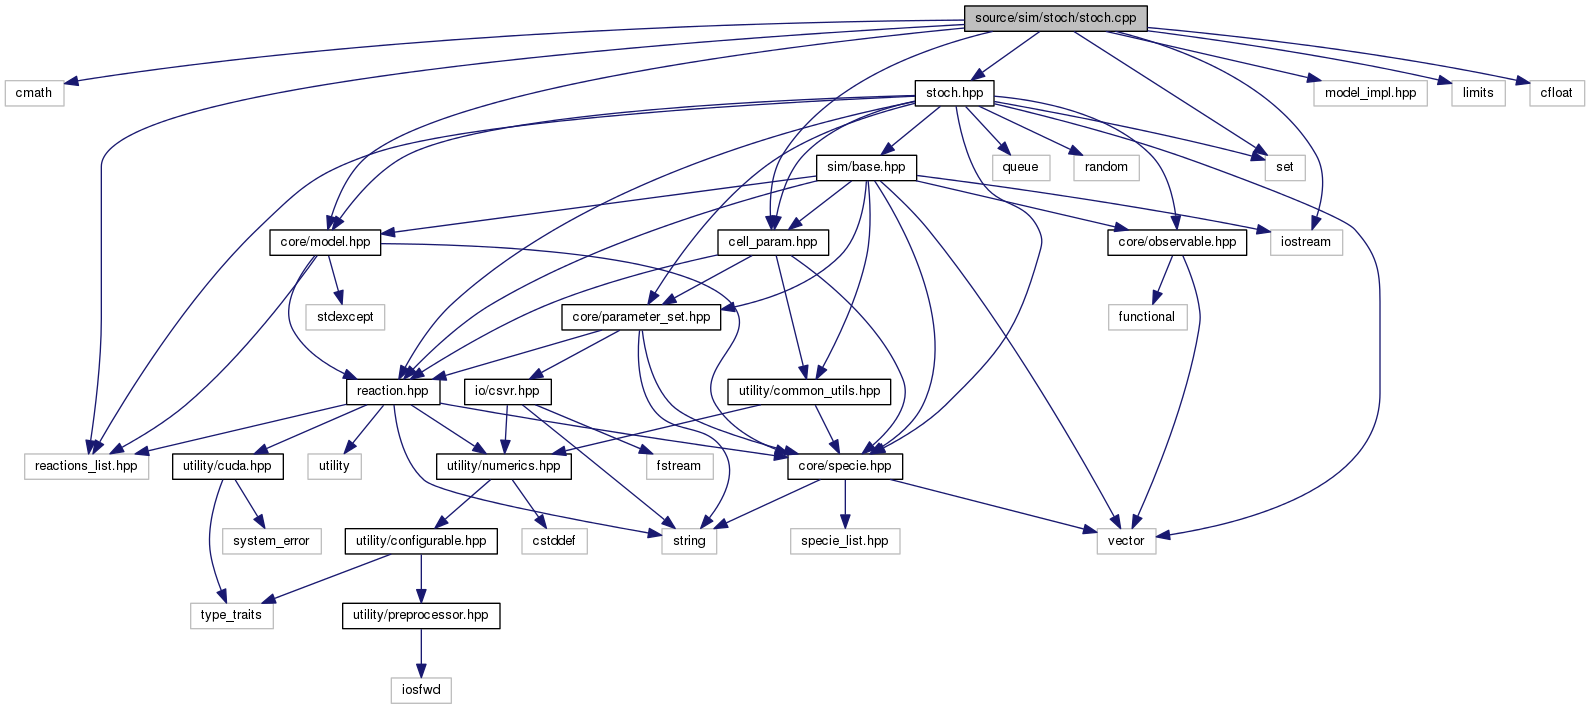 source/sim/stoch/stoch.cpp
cmath
stoch.hpp
model_impl.hpp
limits
cfloat
sim/base.hpp
queue
random
set
core/model.hpp
cell_param.hpp
core/observable.hpp
iostream
stdexcept
core/parameter_set.hpp
functional
reaction.hpp
io/csvr.hpp
utility/common_utils.hpp
reactions_list.hpp
utility/cuda.hpp
utility
utility/numerics.hpp
fstream
core/specie.hpp
system_error
utility/configurable.hpp
cstddef
string
specie_list.hpp
vector
type_traits
utility/preprocessor.hpp
iosfwd